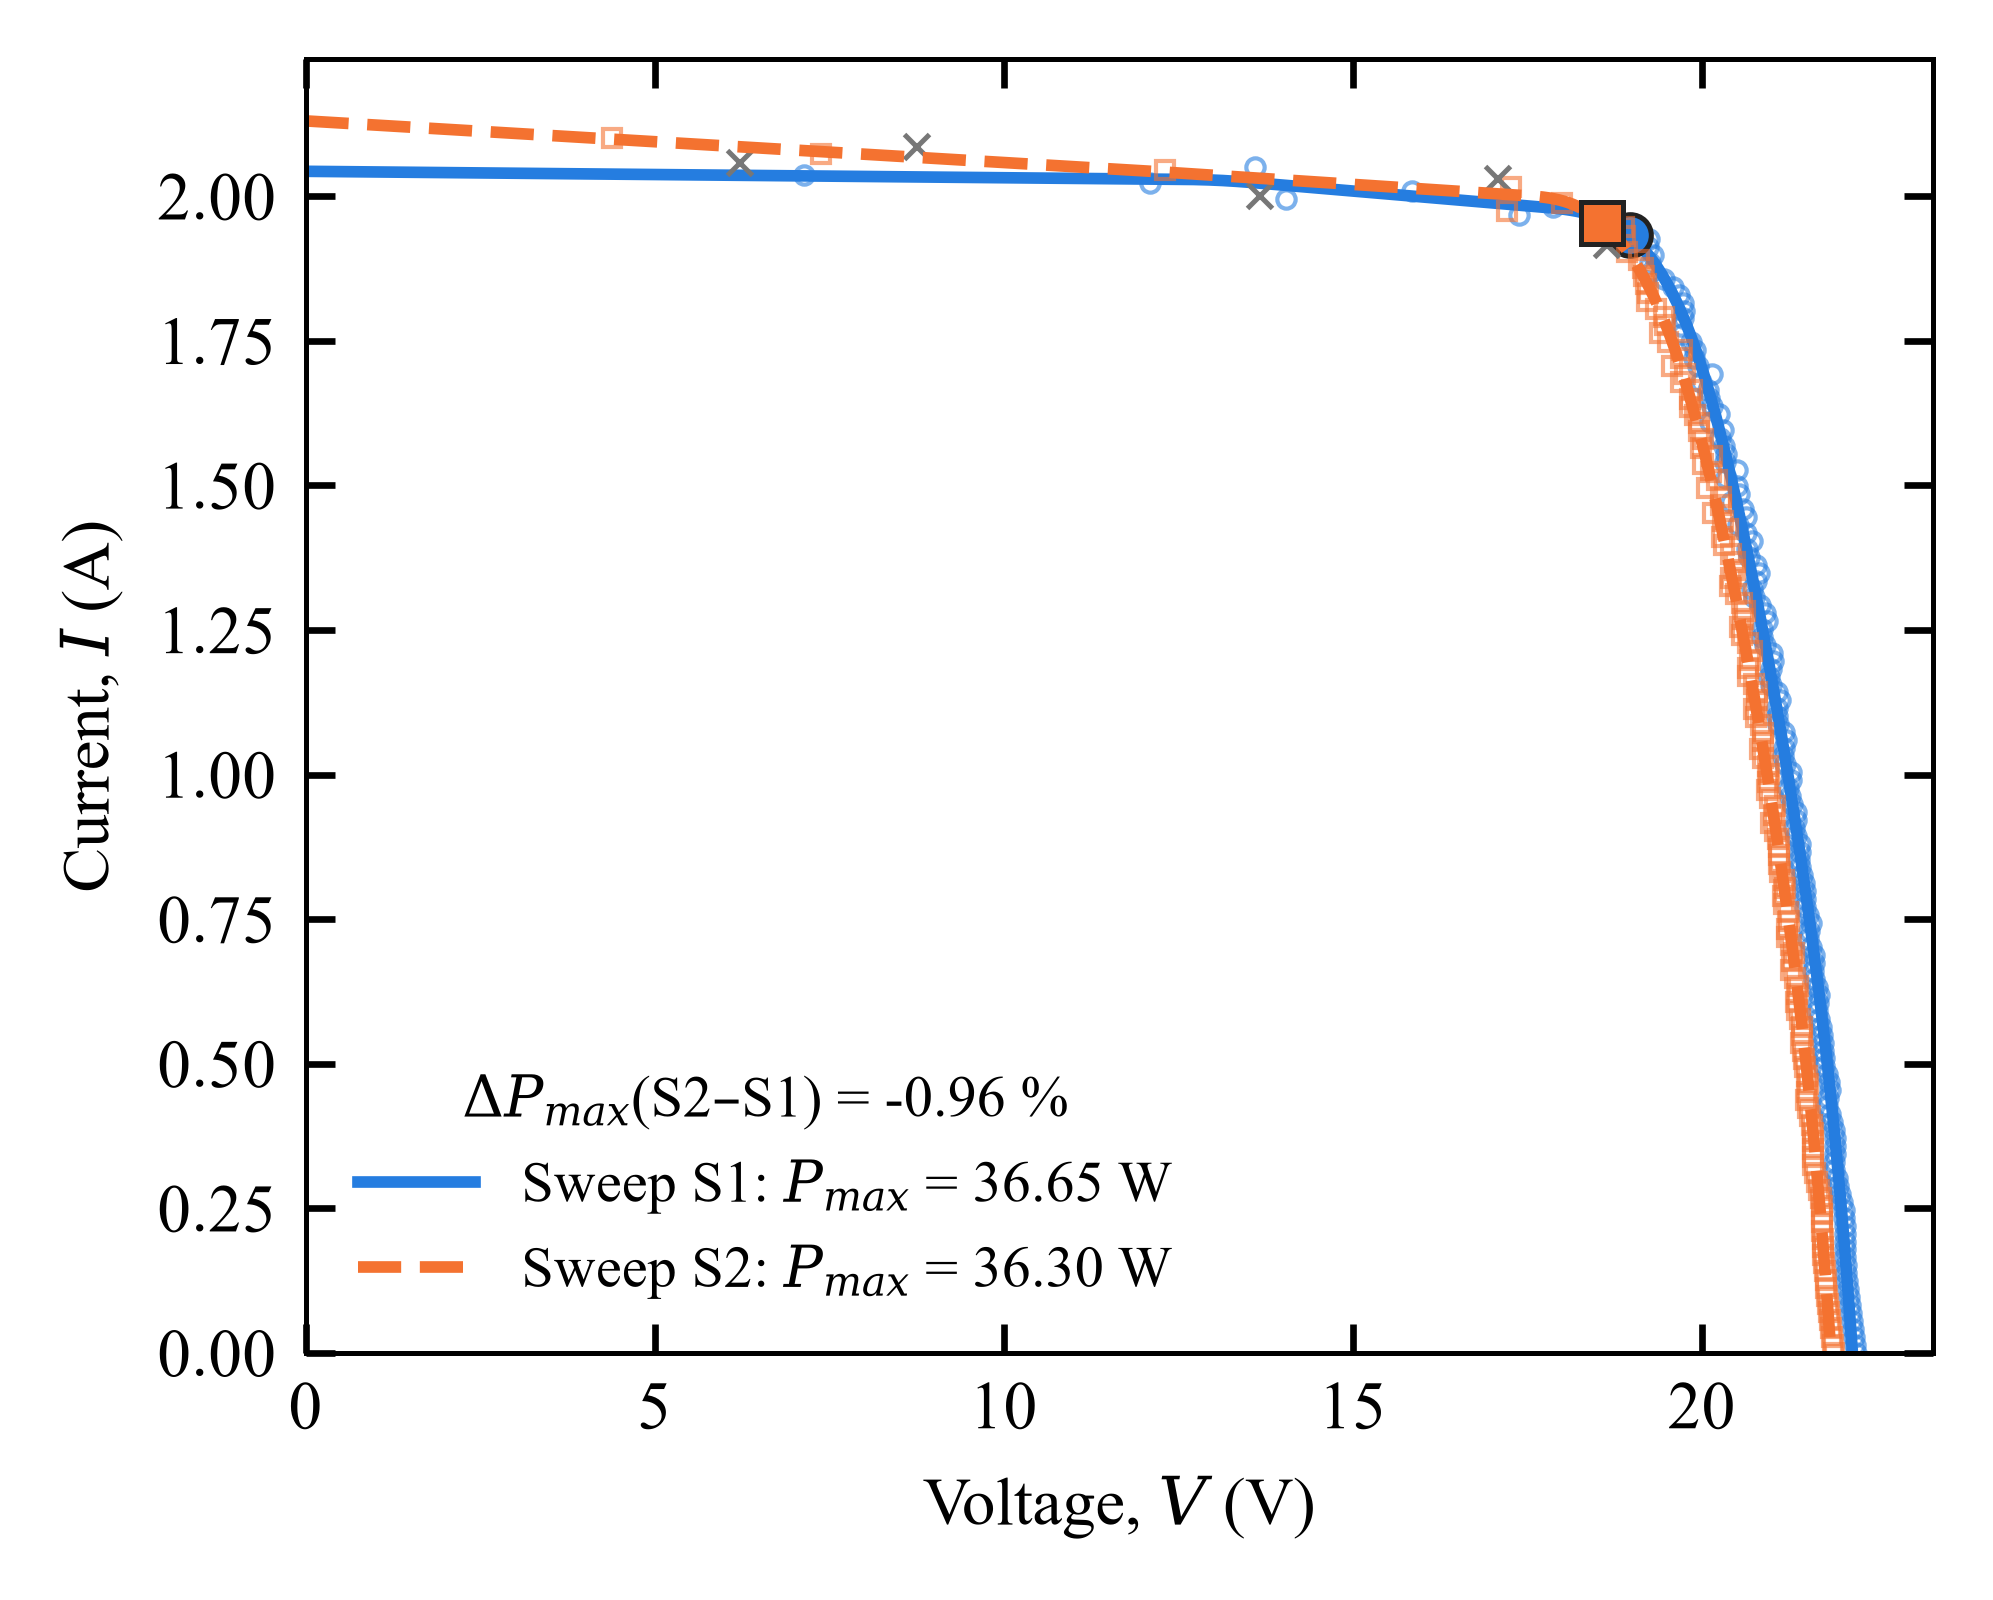 2.00
1.75
1.50
1.25
1.00
0.75
0.50
0.25
0.00
Current, I (A)
ΔPmax(S2–S1) = -0.96 %
Sweep S1: Pmax = 36.65 W
Sweep S2: Pmax = 36.30 W
0 5 10 15 20
Voltage, V (V)